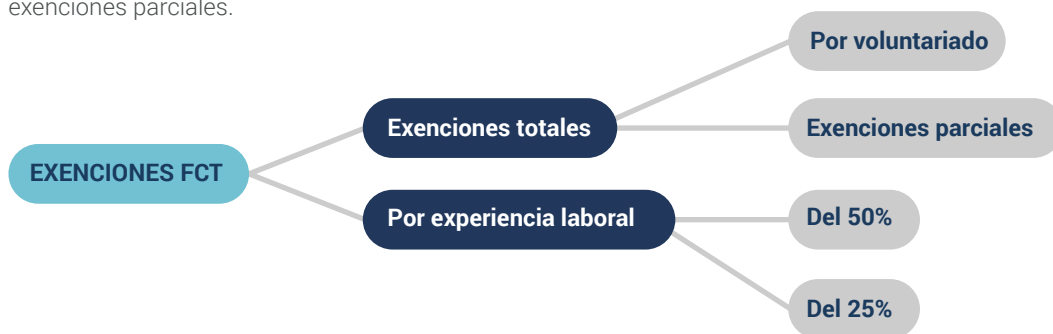 exenciones parciales.
Por voluntariado
Exenciones totales
Exenciones parciales
EXENCIONES FCT
Por experiencia laboral
Del 50%
Del 25%